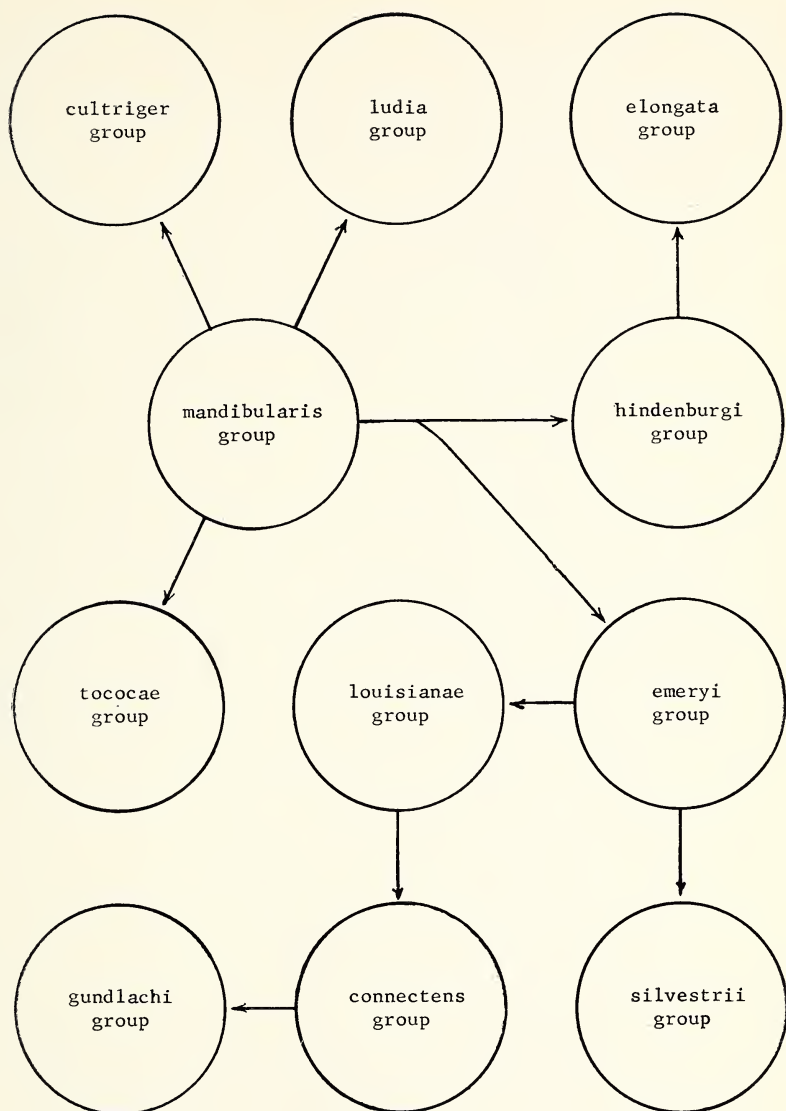 cultriger
group
ludia
group
elongata
group
mandibularis
group
hindenburgi
group
tococae
group
louisianae
group
emeryi
group
gundlachi
group
connectens
group
silvestrii
group